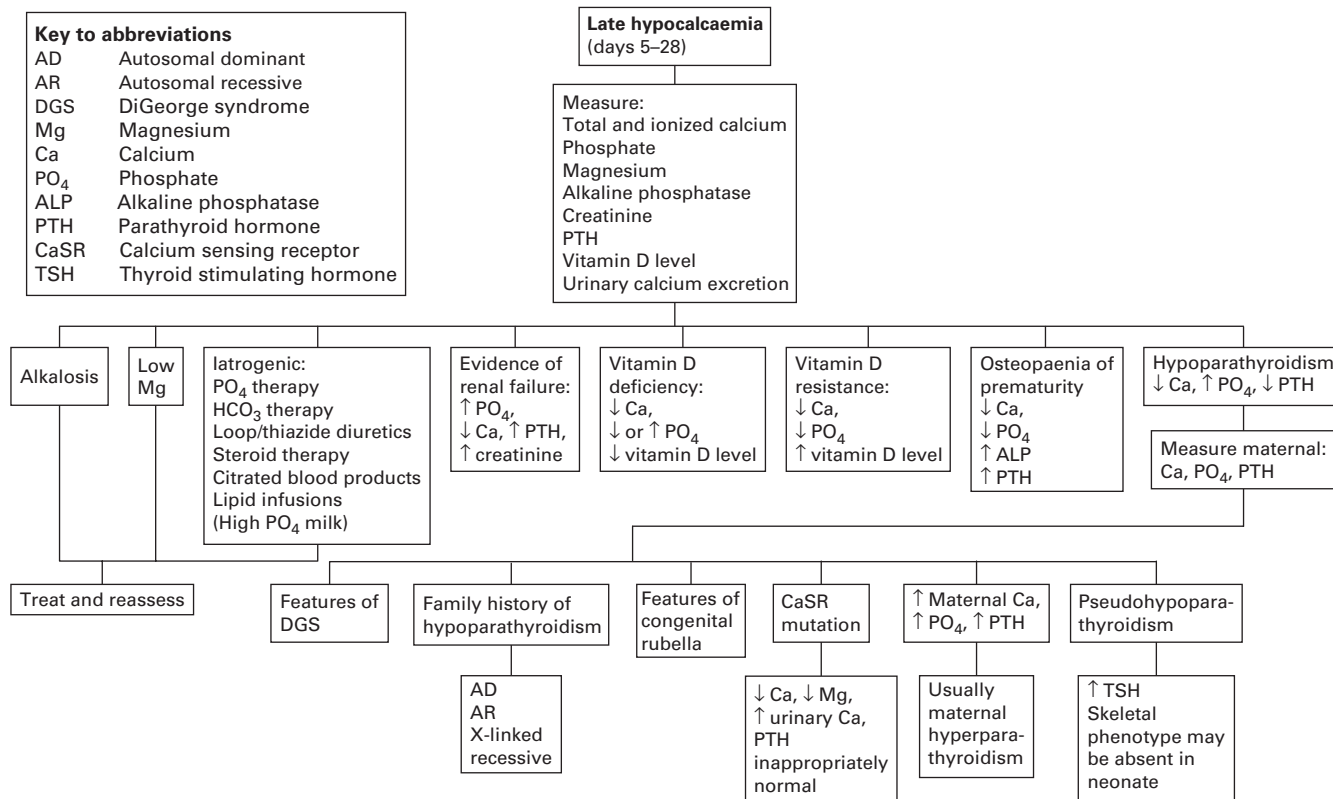 Key to abbreviations
AD Autosomal dominant
AR Autosomal recessive
DGS DiGeorge syndrome
Mg Magnesium
Ca Calcium
PO₄ Phosphate
ALP Alkaline phosphatase
PTH Parathyroid hormone
CaSR Calcium sensing receptor
TSH Thyroid stimulating hormone
Late hypocalcaemia
(days 5–28)
Measure:
Total and ionized calcium
Phosphate
Magnesium
Alkaline phosphatase
Creatinine
PTH
Vitamin D level
Urinary calcium excretion
Alkalosis
Low
Mg
Iatrogenic:
PO₄ therapy
HCO₃ therapy
Loop/thiazide diuretics
Steroid therapy
Citrated blood products
Lipid infusions
(High PO₄ milk)
Evidence of
renal failure:
↑ PO₄,
↓ Ca, ↑ PTH,
↑ creatinine
Vitamin D
deficiency:
↓ Ca,
↓ or ↑ PO₄
↓ vitamin D level
Vitamin D
resistance:
↓ Ca,
↓ PO₄
↑ vitamin D level
Osteopaenia of
prematurity
↓ Ca,
↓ PO₄
↑ ALP
↑ PTH
Hypoparathyroidism
↓ Ca, ↑ PO₄, ↓ PTH
Measure maternal:
Ca, PO₄, PTH
Treat and reassess
Features of
DGS
Family history of
hypoparathyroidism
AD
AR
X-linked
recessive
Features of
congenital
rubella
CaSR
mutation
↓ Ca, ↓ Mg,
↑ urinary Ca,
PTH
inappropriately
normal
↑ Maternal Ca,
↑ PO₄, ↑ PTH
Usually
maternal
hyperpara-
thyroidism
Pseudohypopara-
thyroidism
↑ TSH
Skeletal
phenotype may
be absent in
neonate